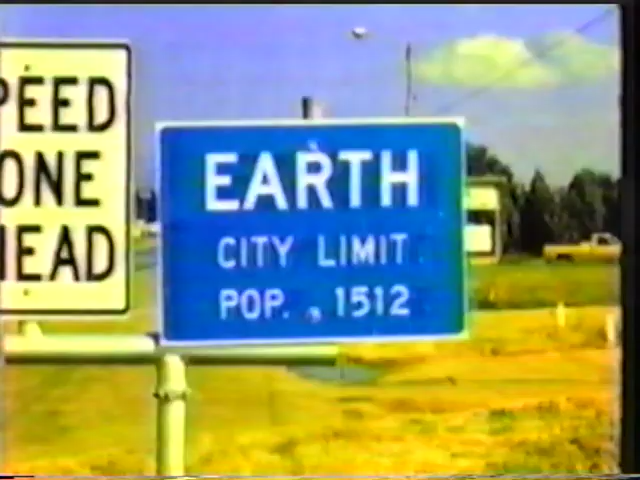 PEED
ONE
HEAD
EARTH
CITY LIMIT
POP. 1512